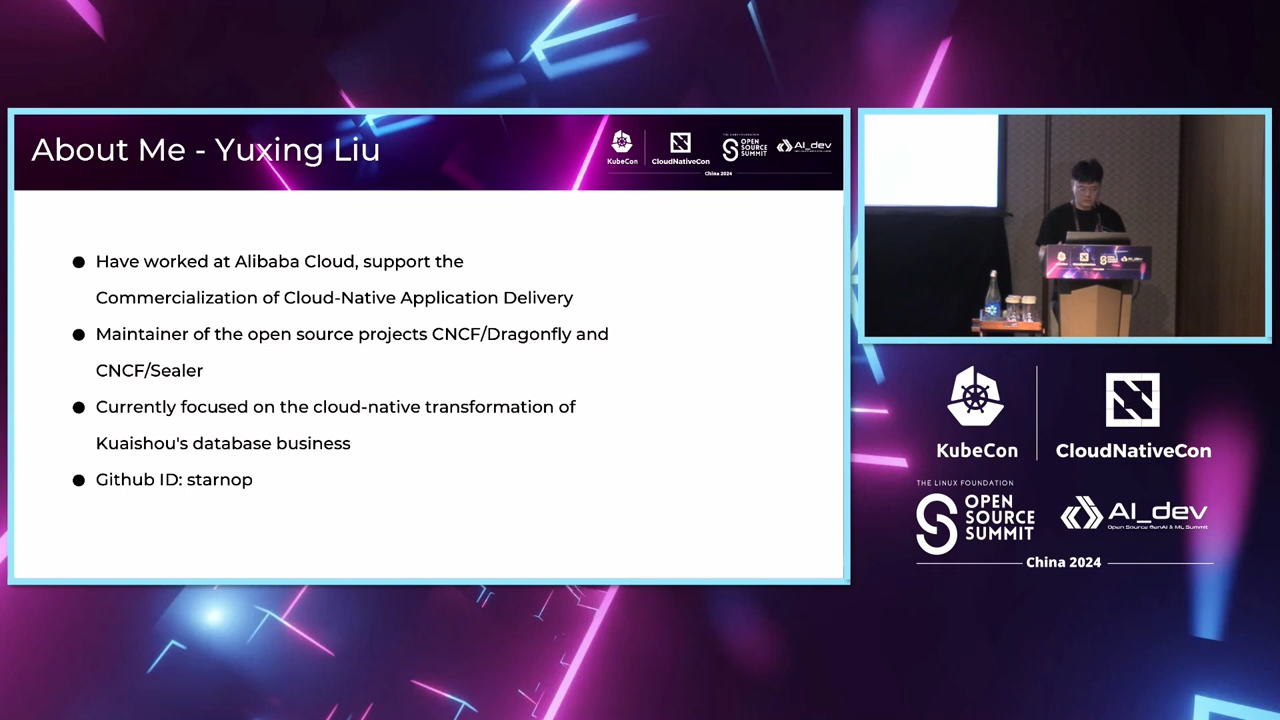 About Me - Yuxing Liu
KubeCon
CloudNativeCon
OPEN
SOURCE
SUMMIT
AI_dev
China 2024
● Have worked at Alibaba Cloud, support the
Commercialization of Cloud-Native Application Delivery
● Maintainer of the open source projects CNCF/Dragonfly and
CNCF/Sealer
● Currently focused on the cloud-native transformation of
Kuaishou's database business
● Github ID: starnop
KubeCon
CloudNativeCon
THE LINUX FOUNDATION
OPEN
SOURCE
SUMMIT
AI_dev
Open Source GenAI & ML Summit
China 2024